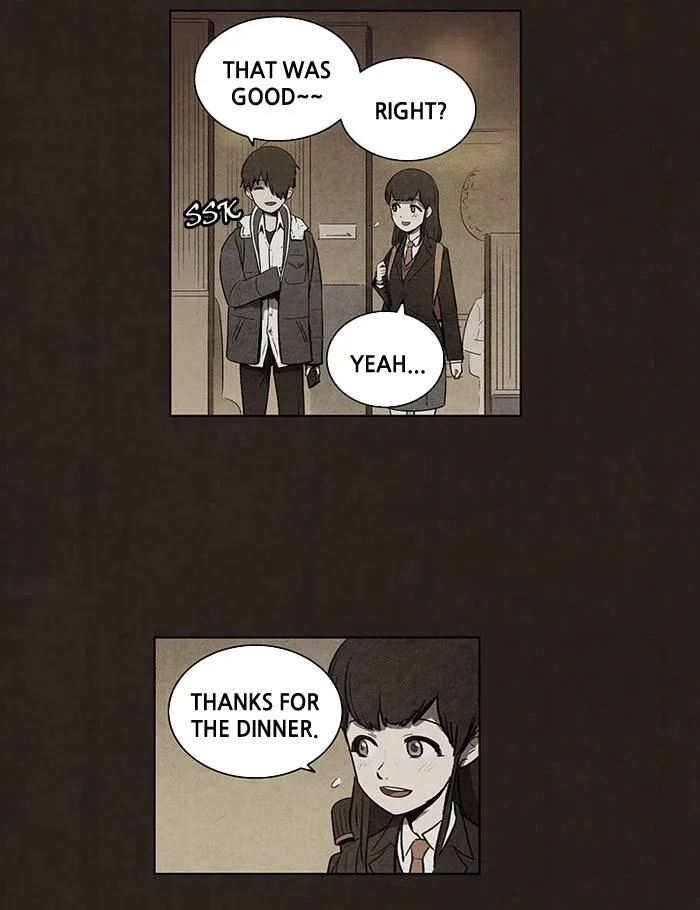 THAT WAS
GOOD~~
RIGHT?
SSK
YEAH...
THANKS FOR
THE DINNER.